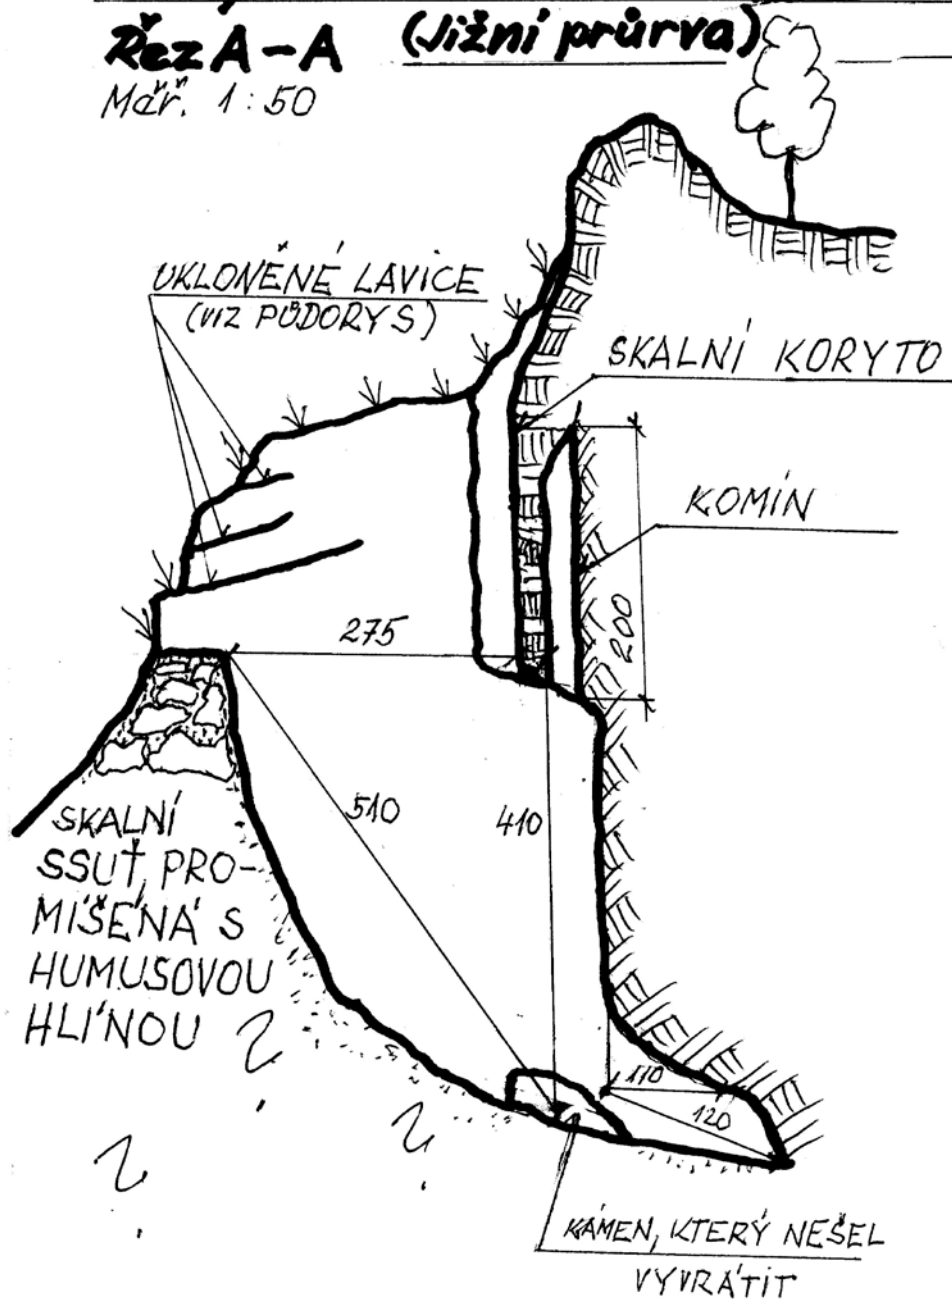 Řez A-A (Jižní průrva)
Měř. 1:50
UKLONĚNÉ LAVICE
(VIZ PŮDORYS)
SKALNÍ KORYTO
KOMÍN
200
275
510
410
SKALNÍ
SSUŤ, PRO-
MÍŠENÁ S
HUMUSOVOU
HLÍNOU
110
120
KÁMEN, KTERÝ NEŠEL
VYVRÁTIT